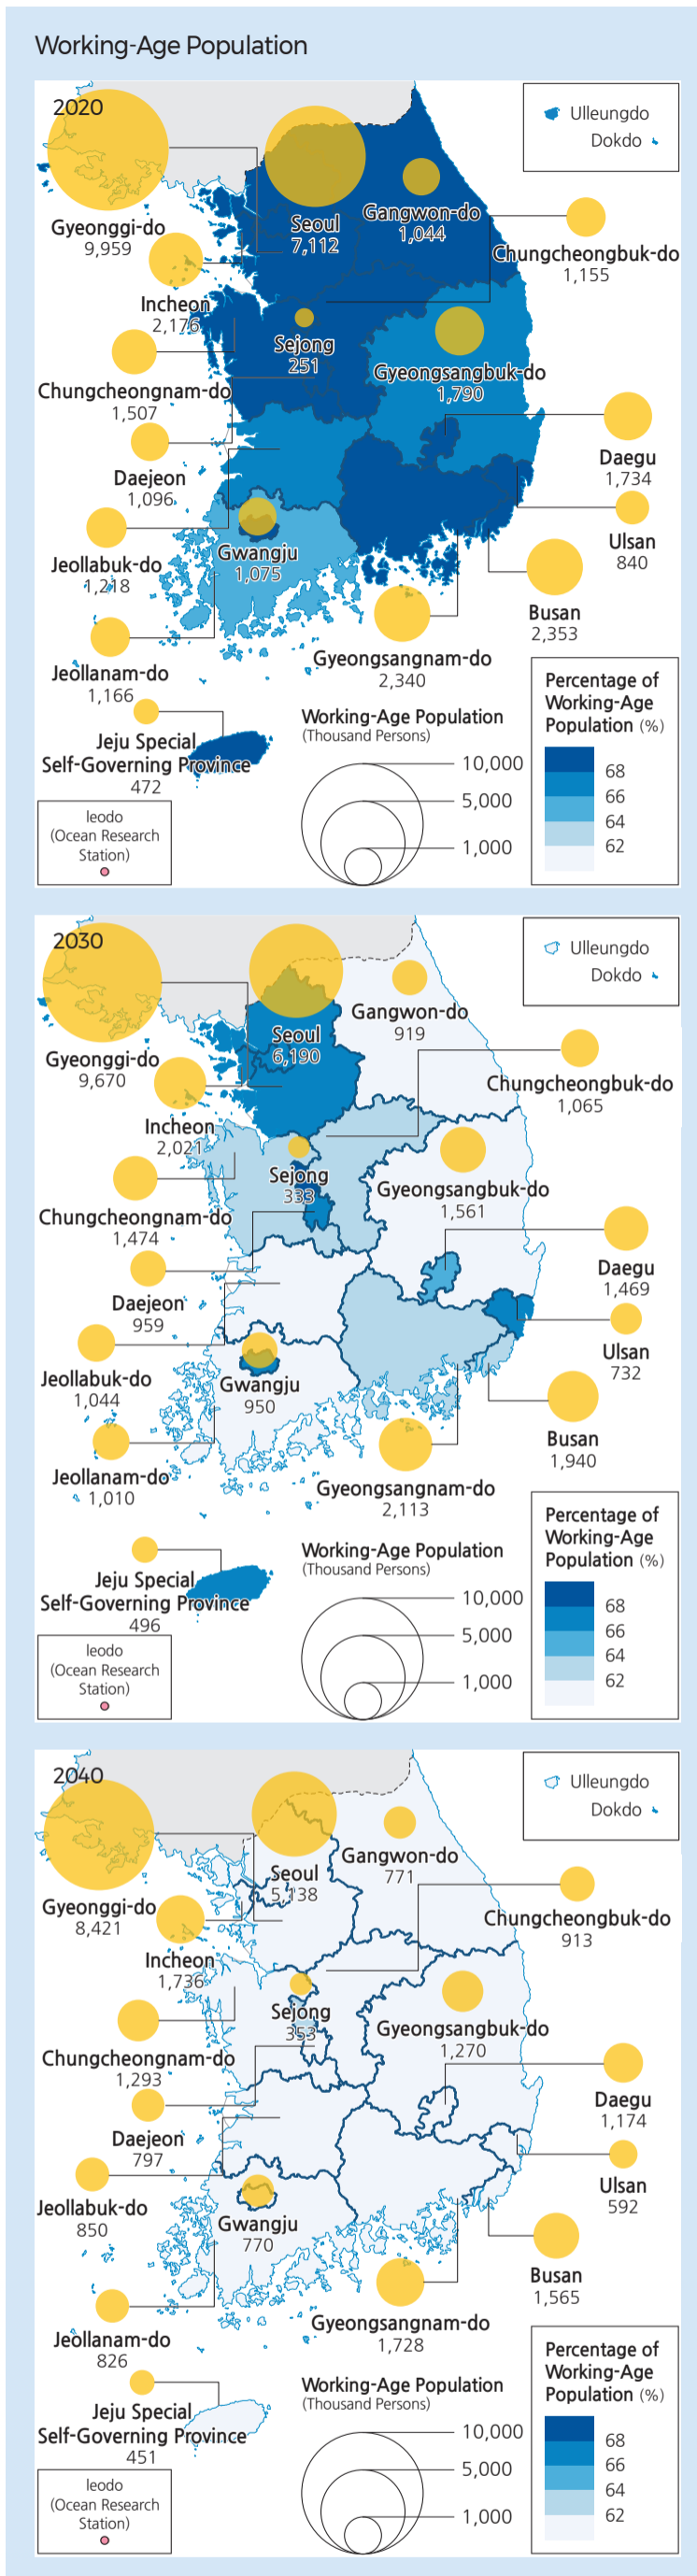 Working-Age Population
2020
Ulleungdo
Dokdo
Gyeonggi-do
9,959
Seoul
7,112
Gangwon-do
1,044
Chungcheongbuk-do
1,155
Incheon
2,176
Sejong
251
Gyeongsangbuk-do
1,790
Chungcheongnam-do
1,507
Daegu
1,734
Daejeon
1,096
Ulsan
840
Jeollabuk-do
1,218
Gwangju
1,075
Busan
2,353
Gyeongsangnam-do
2,340
Jeollanam-do
1,166
Jeju Special
Self-Governing Province
472
Ieodo
(Ocean Research
Station)
Working-Age Population
(Thousand Persons)
10,000
5,000
1,000
Percentage of
Working-Age
Population (%)
68
66
64
62
2030
Ulleungdo
Dokdo
Gyeonggi-do
9,670
Seoul
6,190
Gangwon-do
919
Chungcheongbuk-do
1,065
Incheon
2,021
Sejong
333
Gyeongsangbuk-do
1,561
Chungcheongnam-do
1,474
Daegu
1,469
Daejeon
959
Ulsan
732
Jeollabuk-do
1,044
Gwangju
950
Busan
1,940
Gyeongsangnam-do
2,113
Jeollanam-do
1,010
Jeju Special
Self-Governing Province
496
Ieodo
(Ocean Research
Station)
Working-Age Population
(Thousand Persons)
10,000
5,000
1,000
Percentage of
Working-Age
Population (%)
68
66
64
62
2040
Ulleungdo
Dokdo
Gyeonggi-do
8,421
Seoul
5,138
Gangwon-do
771
Chungcheongbuk-do
913
Incheon
1,736
Sejong
353
Gyeongsangbuk-do
1,270
Chungcheongnam-do
1,293
Daegu
1,174
Daejeon
797
Ulsan
592
Jeollabuk-do
850
Gwangju
770
Busan
1,565
Gyeongsangnam-do
1,728
Jeollanam-do
826
Jeju Special
Self-Governing Province
451
Ieodo
(Ocean Research
Station)
Working-Age Population
(Thousand Persons)
10,000
5,000
1,000
Percentage of
Working-Age
Population (%)
68
66
64
62